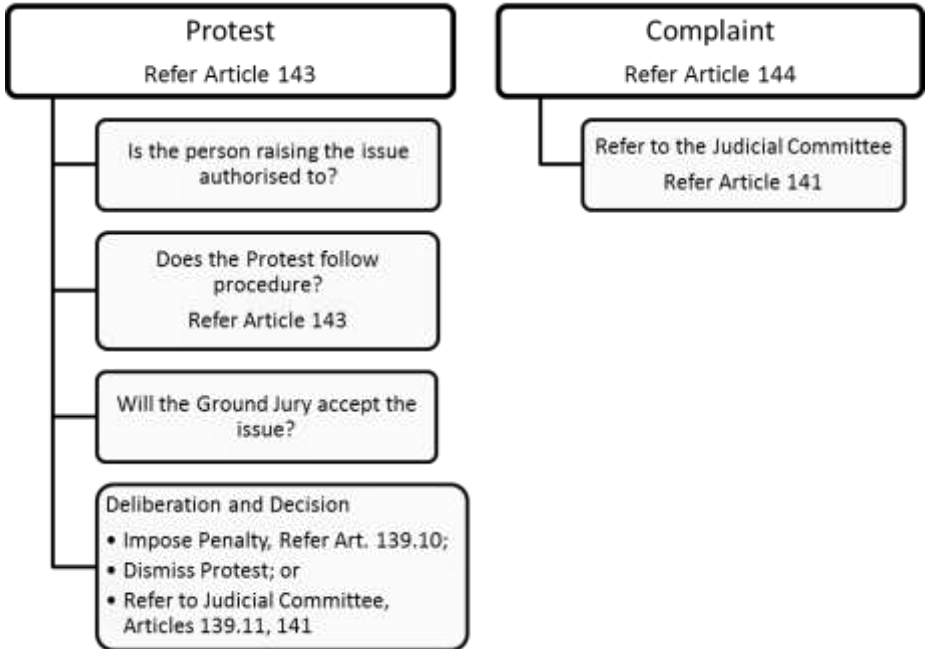 Protest
Refer Article 143
Is the person raising the issue
authorised to?
Does the Protest follow
procedure?
Refer Article 143
Will the Ground Jury accept the
issue?
Deliberation and Decision
• Impose Penalty, Refer Art. 139.10;
• Dismiss Protest; or
• Refer to Judicial Committee,
Articles 139.11, 141
Complaint
Refer Article 144
Refer to the Judicial Committee
Refer Article 141